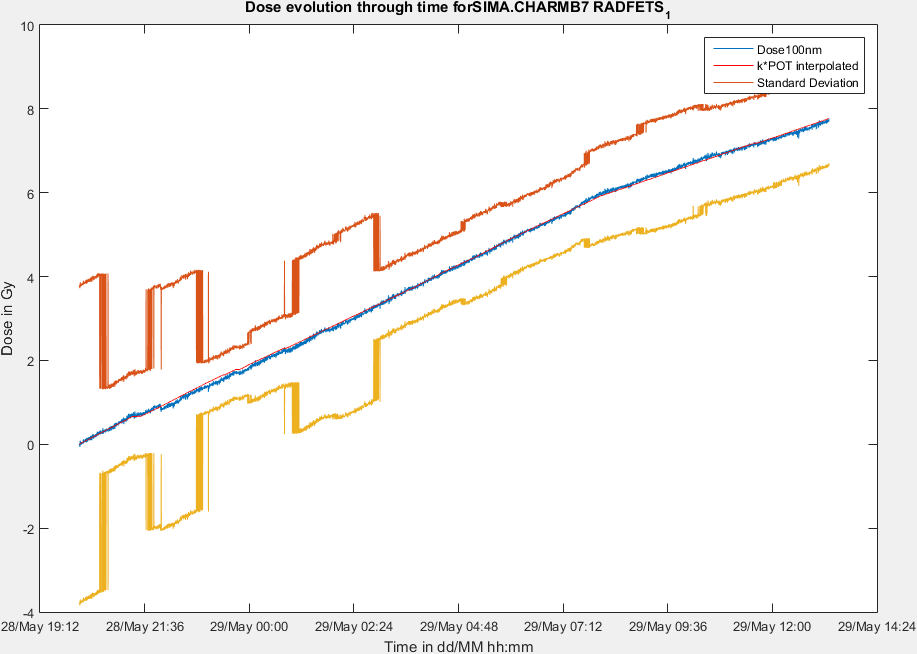 Dose evolution through time forSIMA.CHARMB7 RADFETS1
10
8
6
4
2
0
-2
-4
Dose in Gy
Dose100nm
k*POT interpolated
Standard Deviation
28/May 19:12 28/May 21:36 29/May 00:00 29/May 02:24 29/May 04:48 29/May 07:12 29/May 09:36 29/May 12:00 29/May 14:24
Time in dd/MM hh:mm